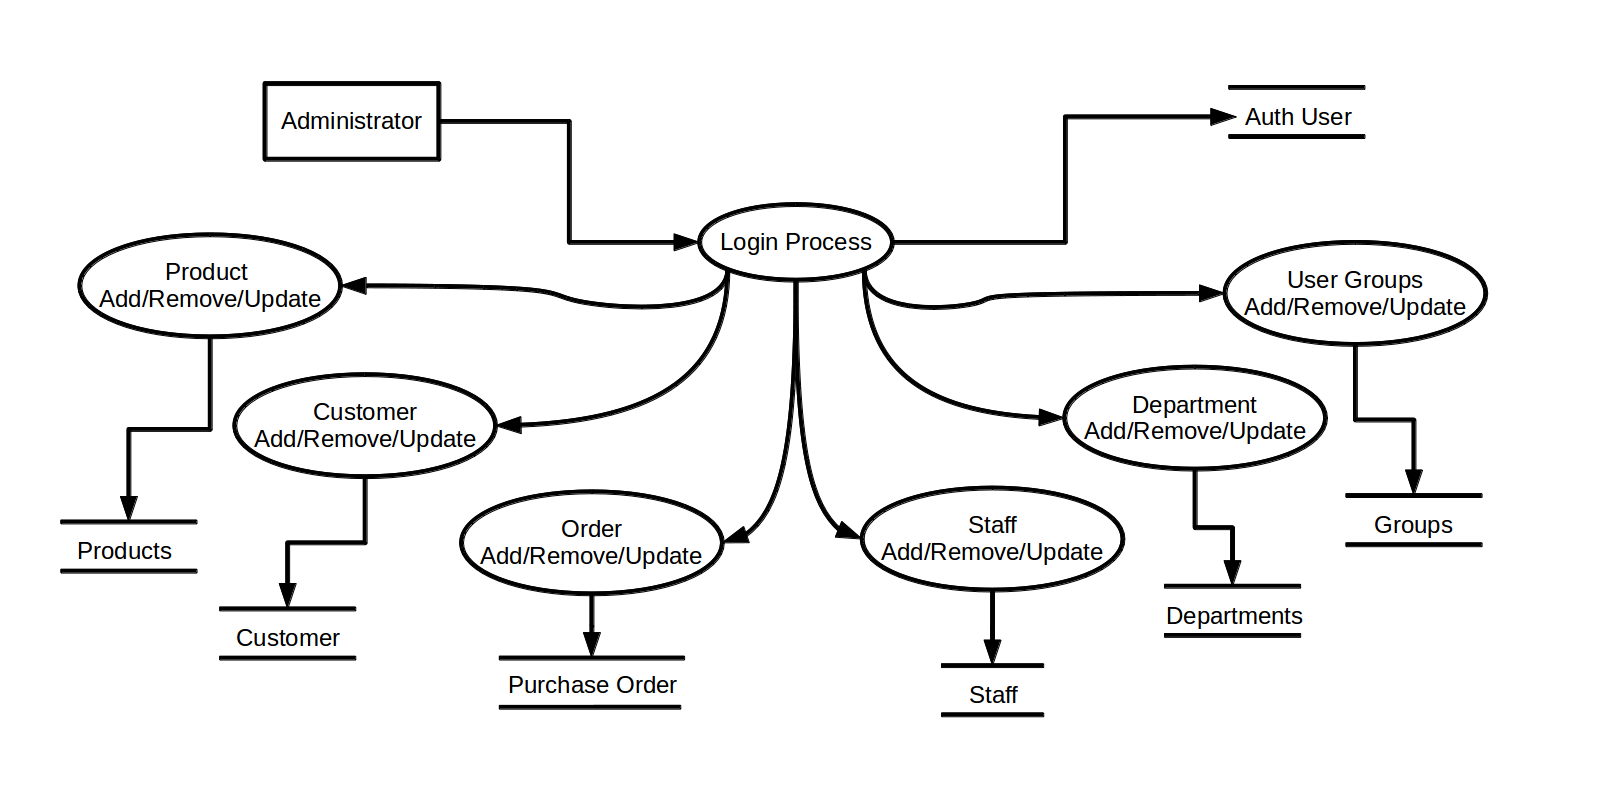 Administrator
Auth User
Login Process
Product
Add/Remove/Update
User Groups
Add/Remove/Update
Customer
Add/Remove/Update
Department
Add/Remove/Update
Order
Add/Remove/Update
Staff
Add/Remove/Update
Products
Groups
Customer
Departments
Purchase Order
Staff